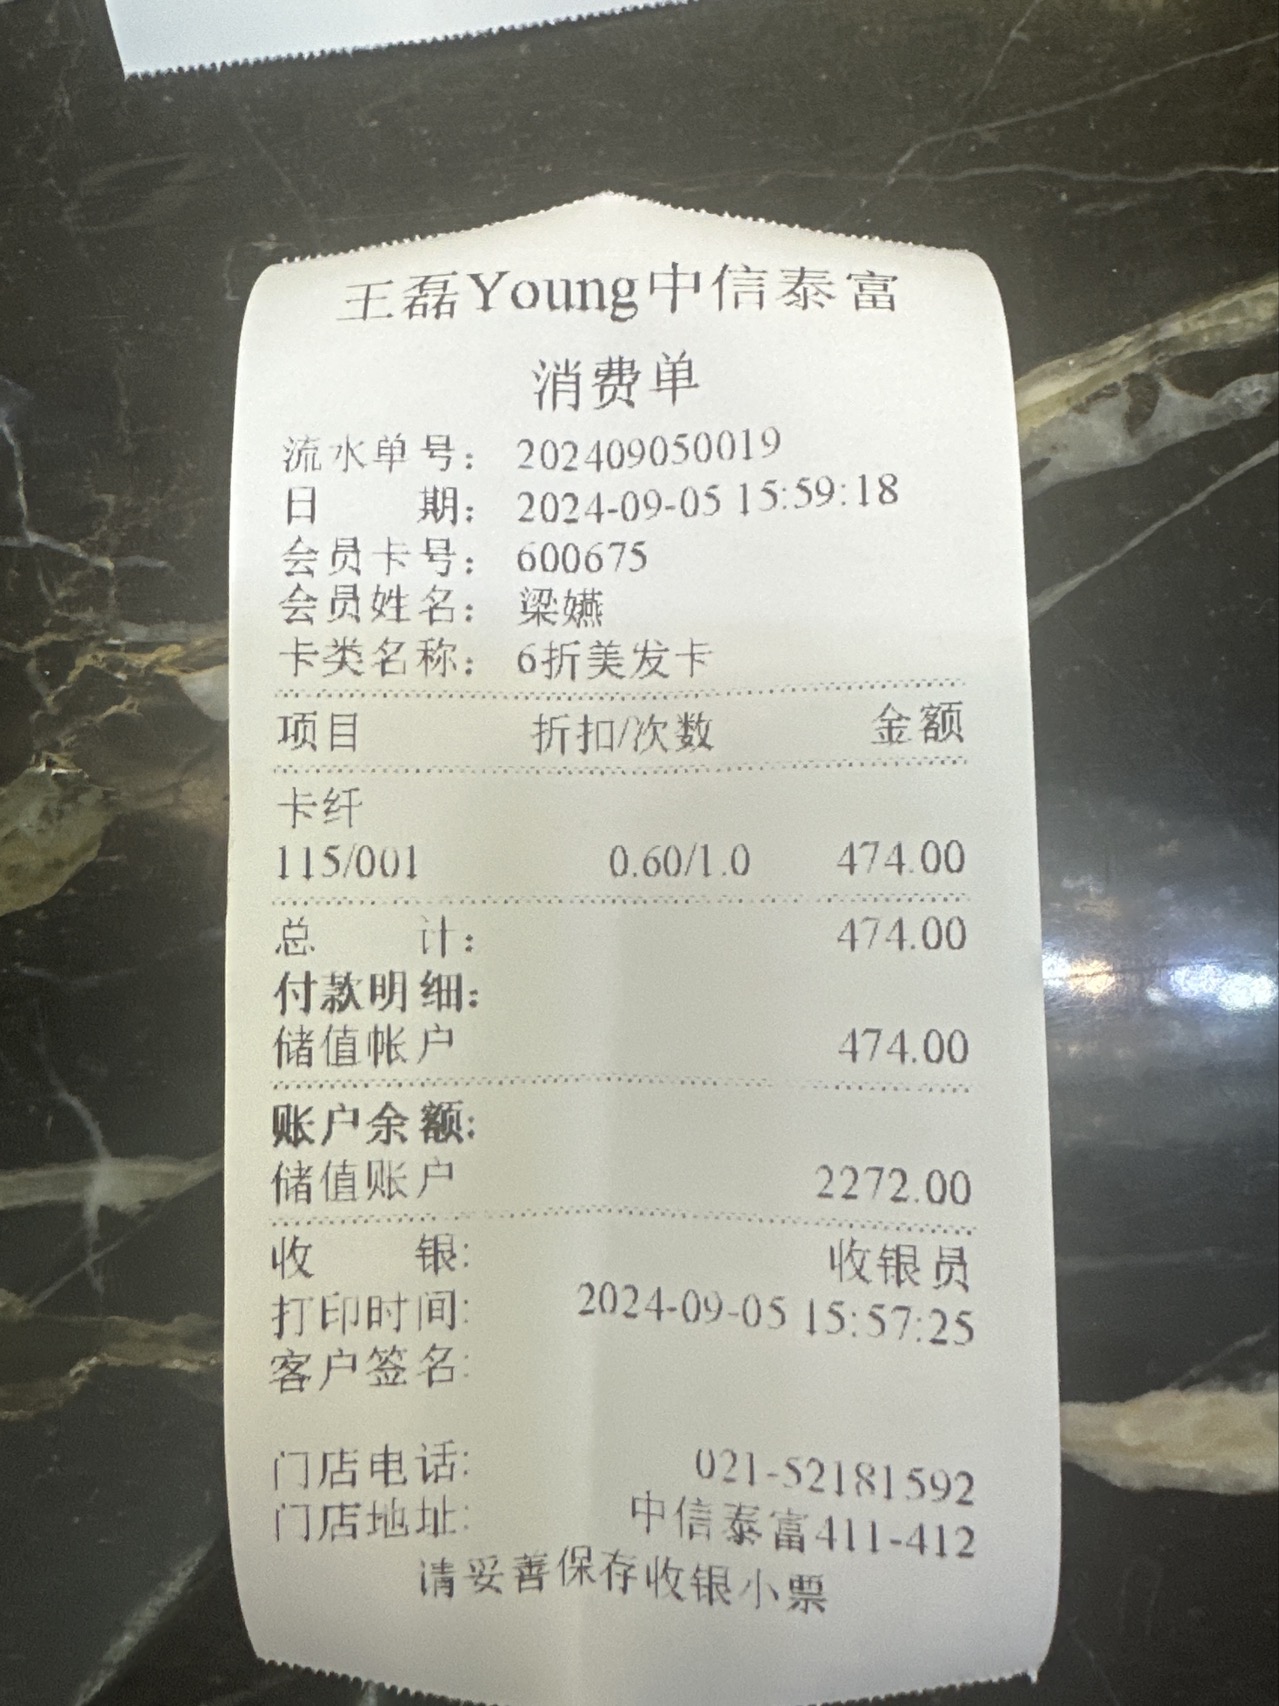 王磊Young中信泰富
消费单
流水单号： 202409050019
日 期： 2024-09-05 15:59:18
会员卡号： 600675
会员姓名： 梁嬿
卡类名称： 6折美发卡
项目 折扣/次数 金额
卡纤
115/001 0.60/1.0 474.00
总 计： 474.00
付款明细：
储值帐户 474.00
账户余额：
储值账户 2272.00
收 银: 收银员
打印时间: 2024-09-05 15:57:25
客户签名:
门店电话: 021-52181592
门店地址: 中信泰富411-412
请妥善保存收银小票